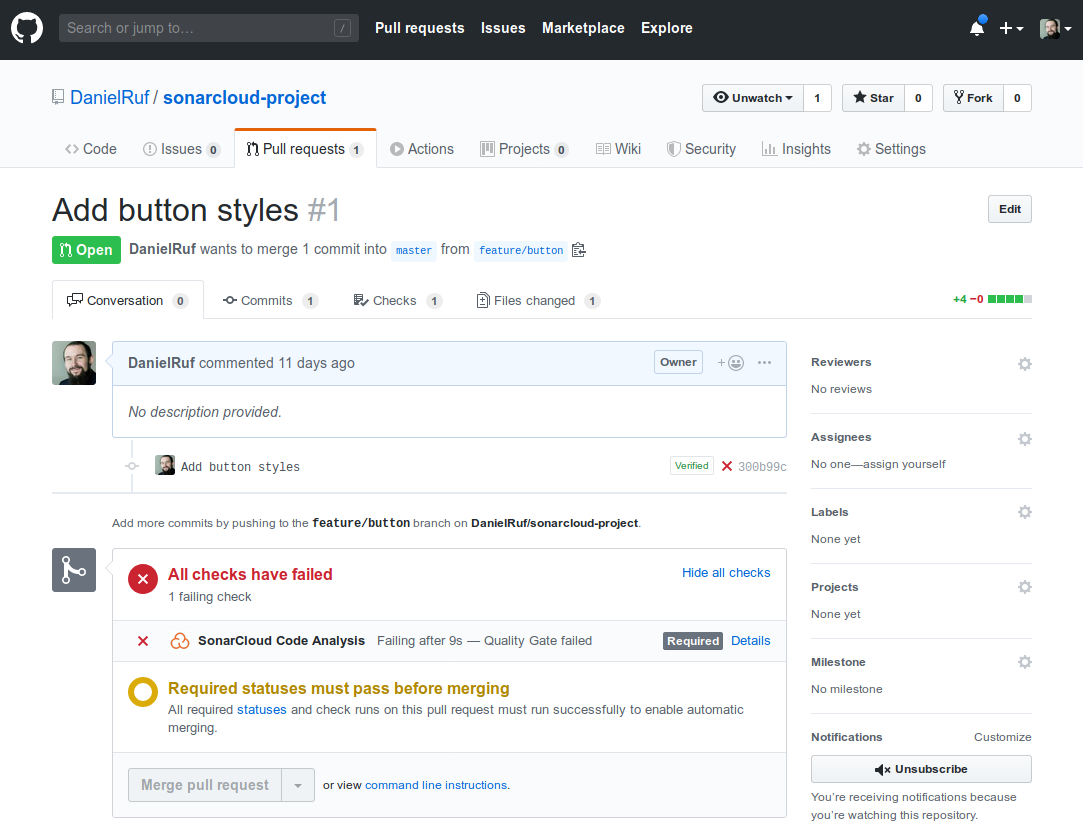 Search or jump to… / Pull requests Issues Marketplace Explore
DanielRuf / sonarcloud-project Unwatch 1 Star 0 Fork 0
Code Issues 0 Pull requests 1 Actions Projects 0 Wiki Security Insights Settings
Add button styles #1 Edit
Open DanielRuf wants to merge 1 commit into master from feature/button
Conversation 0 Commits 1 Checks 1 Files changed 1 +4 −0
DanielRuf commented 11 days ago Owner +
No description provided.
Add button styles Verified 300b99c
Add more commits by pushing to the feature/button branch on DanielRuf/sonarcloud-project.
All checks have failed Hide all checks
1 failing check
SonarCloud Code Analysis Failing after 9s — Quality Gate failed Required Details
Required statuses must pass before merging
All required statuses and check runs on this pull request must run successfully to enable automatic
merging.
Merge pull request or view command line instructions.
Reviewers
No reviews
Assignees
No one—assign yourself
Labels
None yet
Projects
None yet
Milestone
No milestone
Notifications Customize
Unsubscribe
You're receiving notifications because
you're watching this repository.